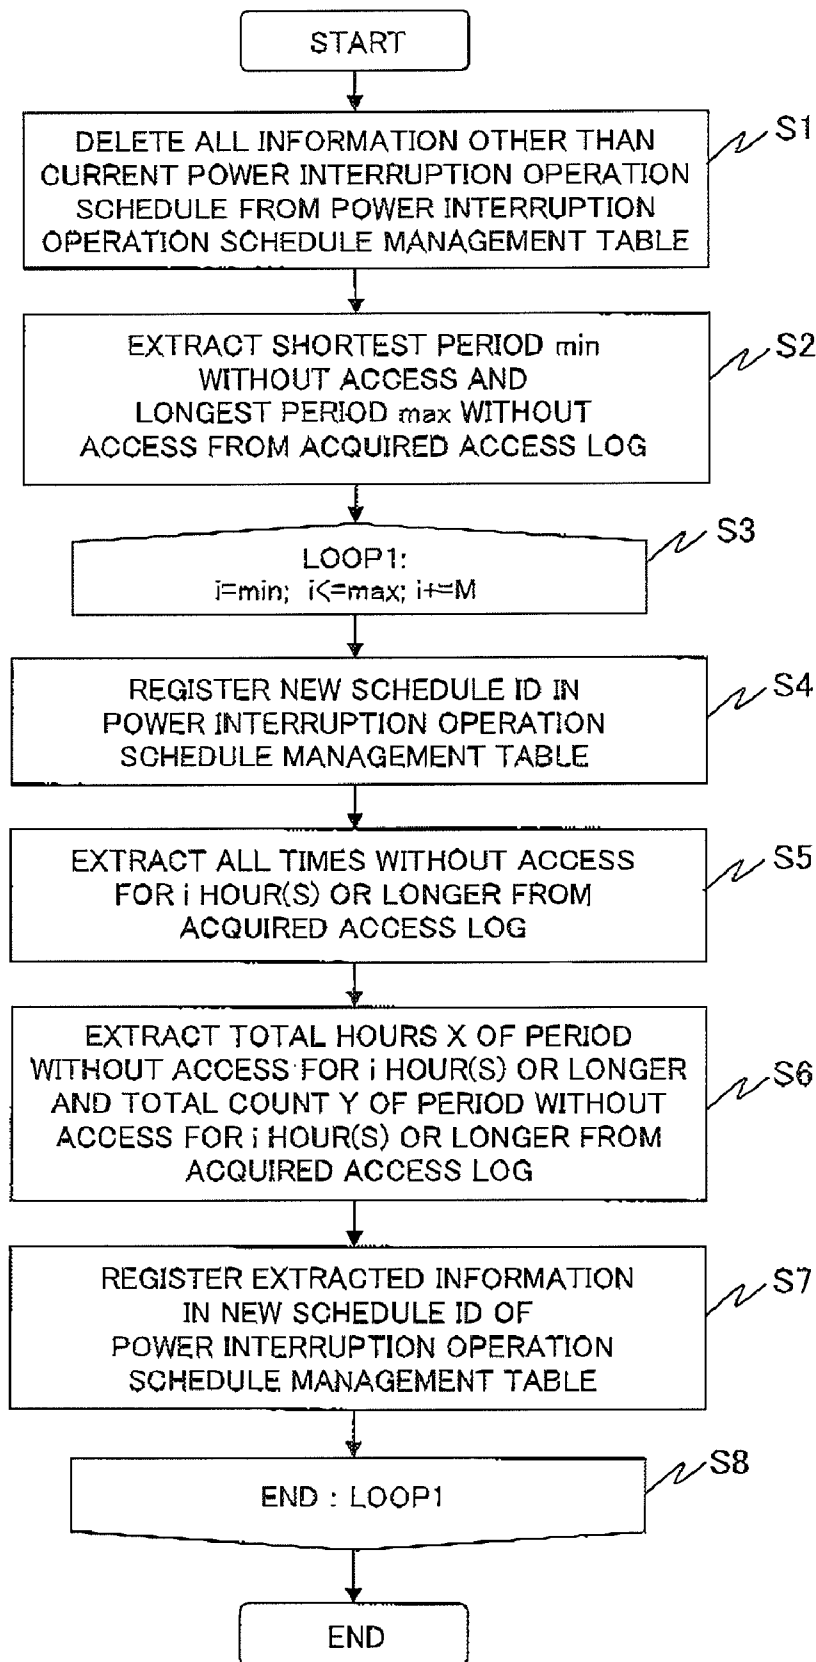 START
DELETE ALL INFORMATION OTHER THAN
CURRENT POWER INTERRUPTION OPERATION
SCHEDULE FROM POWER INTERRUPTION
OPERATION SCHEDULE MANAGEMENT TABLE
S1
EXTRACT SHORTEST PERIOD min
WITHOUT ACCESS AND
LONGEST PERIOD max WITHOUT
ACCESS FROM ACQUIRED ACCESS LOG
S2
LOOP1:
i=min; i<=max; i+=M
S3
REGISTER NEW SCHEDULE ID IN
POWER INTERRUPTION OPERATION
SCHEDULE MANAGEMENT TABLE
S4
EXTRACT ALL TIMES WITHOUT ACCESS
FOR i HOUR(S) OR LONGER FROM
ACQUIRED ACCESS LOG
S5
EXTRACT TOTAL HOURS X OF PERIOD
WITHOUT ACCESS FOR i HOUR(S) OR LONGER
AND TOTAL COUNT Y OF PERIOD WITHOUT
ACCESS FOR i HOUR(S) OR LONGER FROM
ACQUIRED ACCESS LOG
S6
REGISTER EXTRACTED INFORMATION
IN NEW SCHEDULE ID OF
POWER INTERRUPTION OPERATION
SCHEDULE MANAGEMENT TABLE
S7
END : LOOP1
S8
END